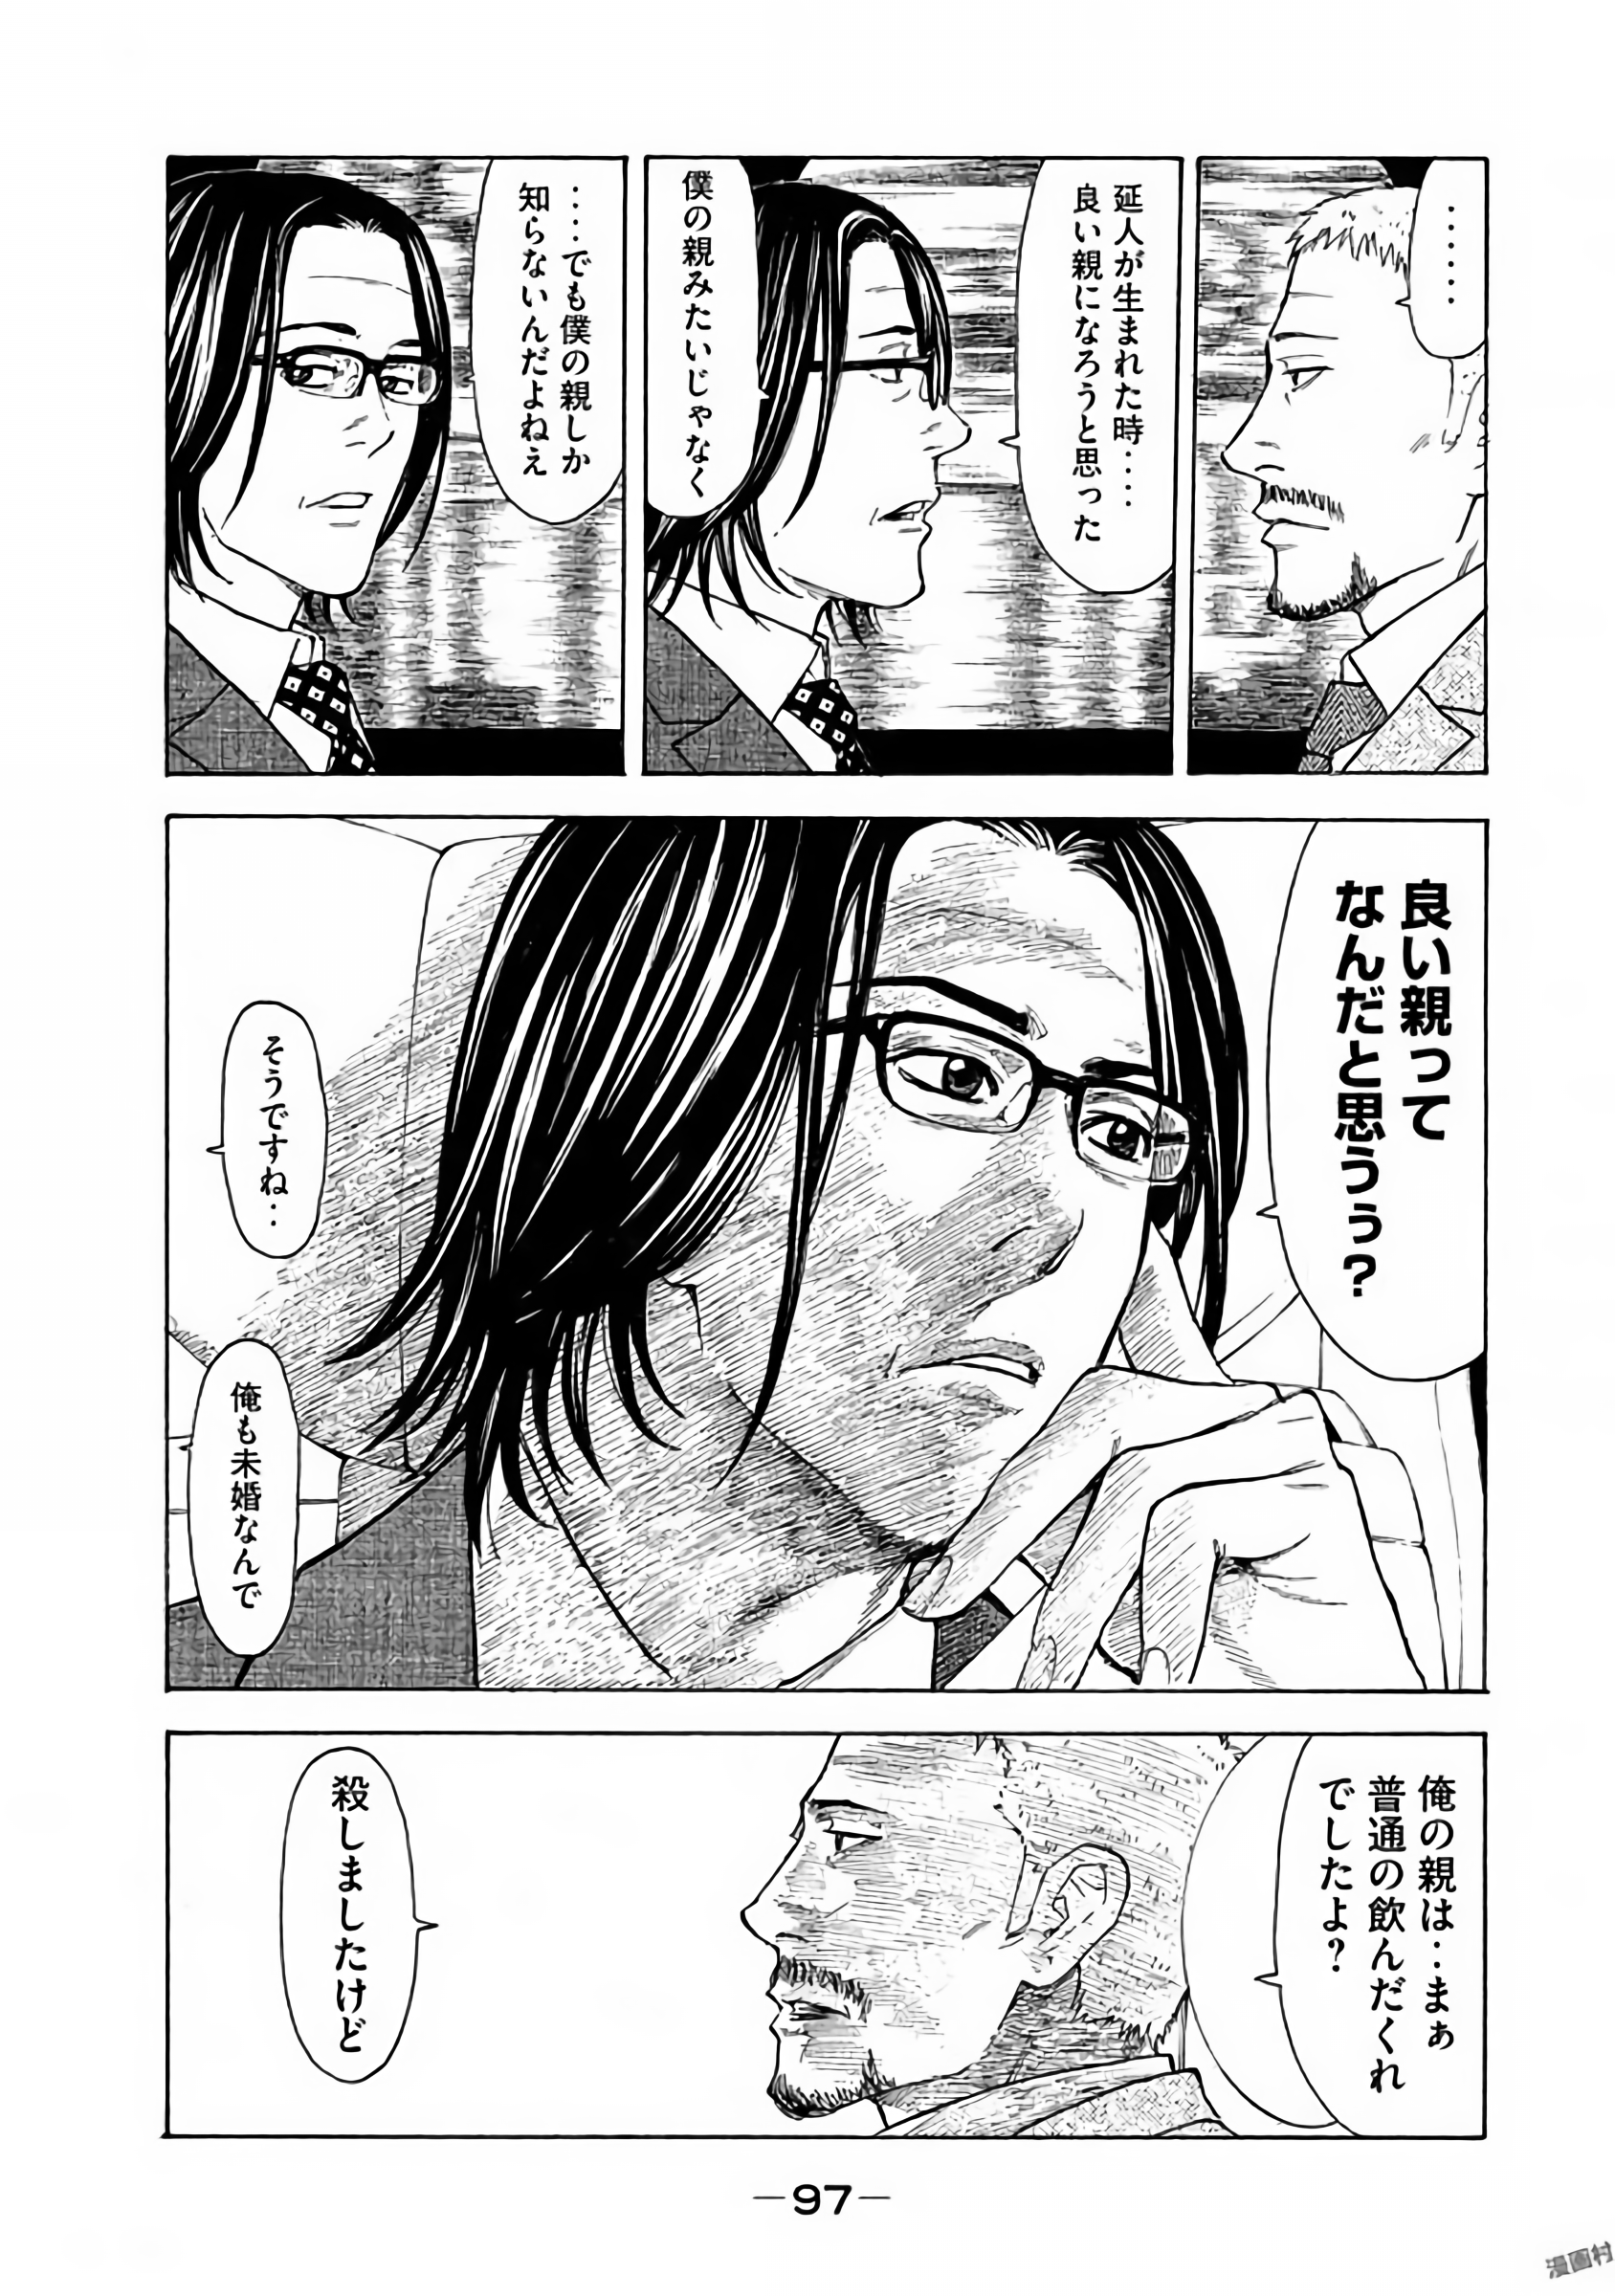 ・・・・・・
延人が生まれた時・・・・
良い親になろうと思った
僕の親みたいじゃなく
・・・・でも僕の親しか
知らないんだよねえ
良い親って
なんだと思うぅ?
そうですね・・
俺も未婚なんで
俺の親は・・まぁ
普通の飲んだくれ
でしたよ?
殺しましたけど
—97—
漫画村